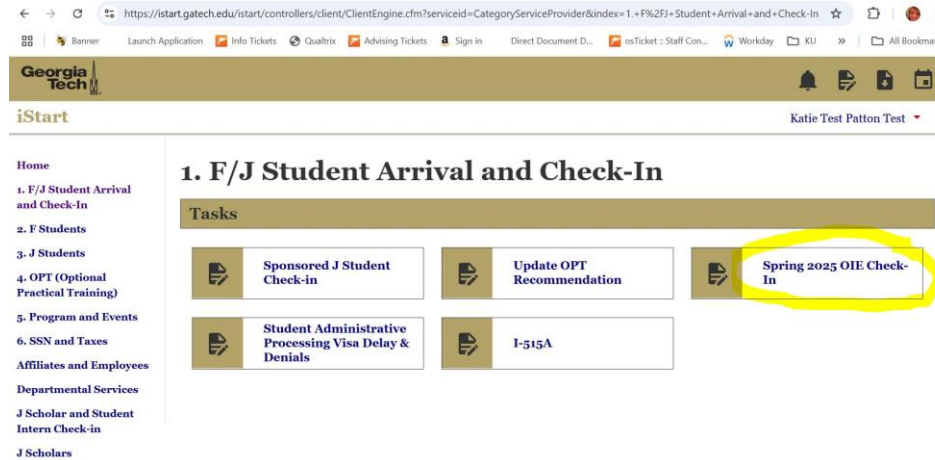 https://istart.gatech.edu/istart/controllers/client/ClientEngine.cfm?serviceid=CategoryServiceProvider&index=1.+F%2FJ+Student+Arrival+and+Check-In
Banner Launch Application Info Tickets Qualtrix Advising Tickets Sign in Direct Document D... osTicket :: Staff Con... Workday KU » All Bookma
Georgia
Tech
iStart
Katie Test Patton Test
Home
1. F/J Student Arrival
and Check-In
2. F Students
3. J Students
4. OPT (Optional
Practical Training)
5. Program and Events
6. SSN and Taxes
Affiliates and Employees
Departmental Services
J Scholar and Student
Intern Check-in
J Scholars
1. F/J Student Arrival and Check-In
Tasks
Sponsored J Student
Check-in
Update OPT
Recommendation
Spring 2025 OIE Check-
In
Student Administrative
Processing Visa Delay &
Denials
I-515A